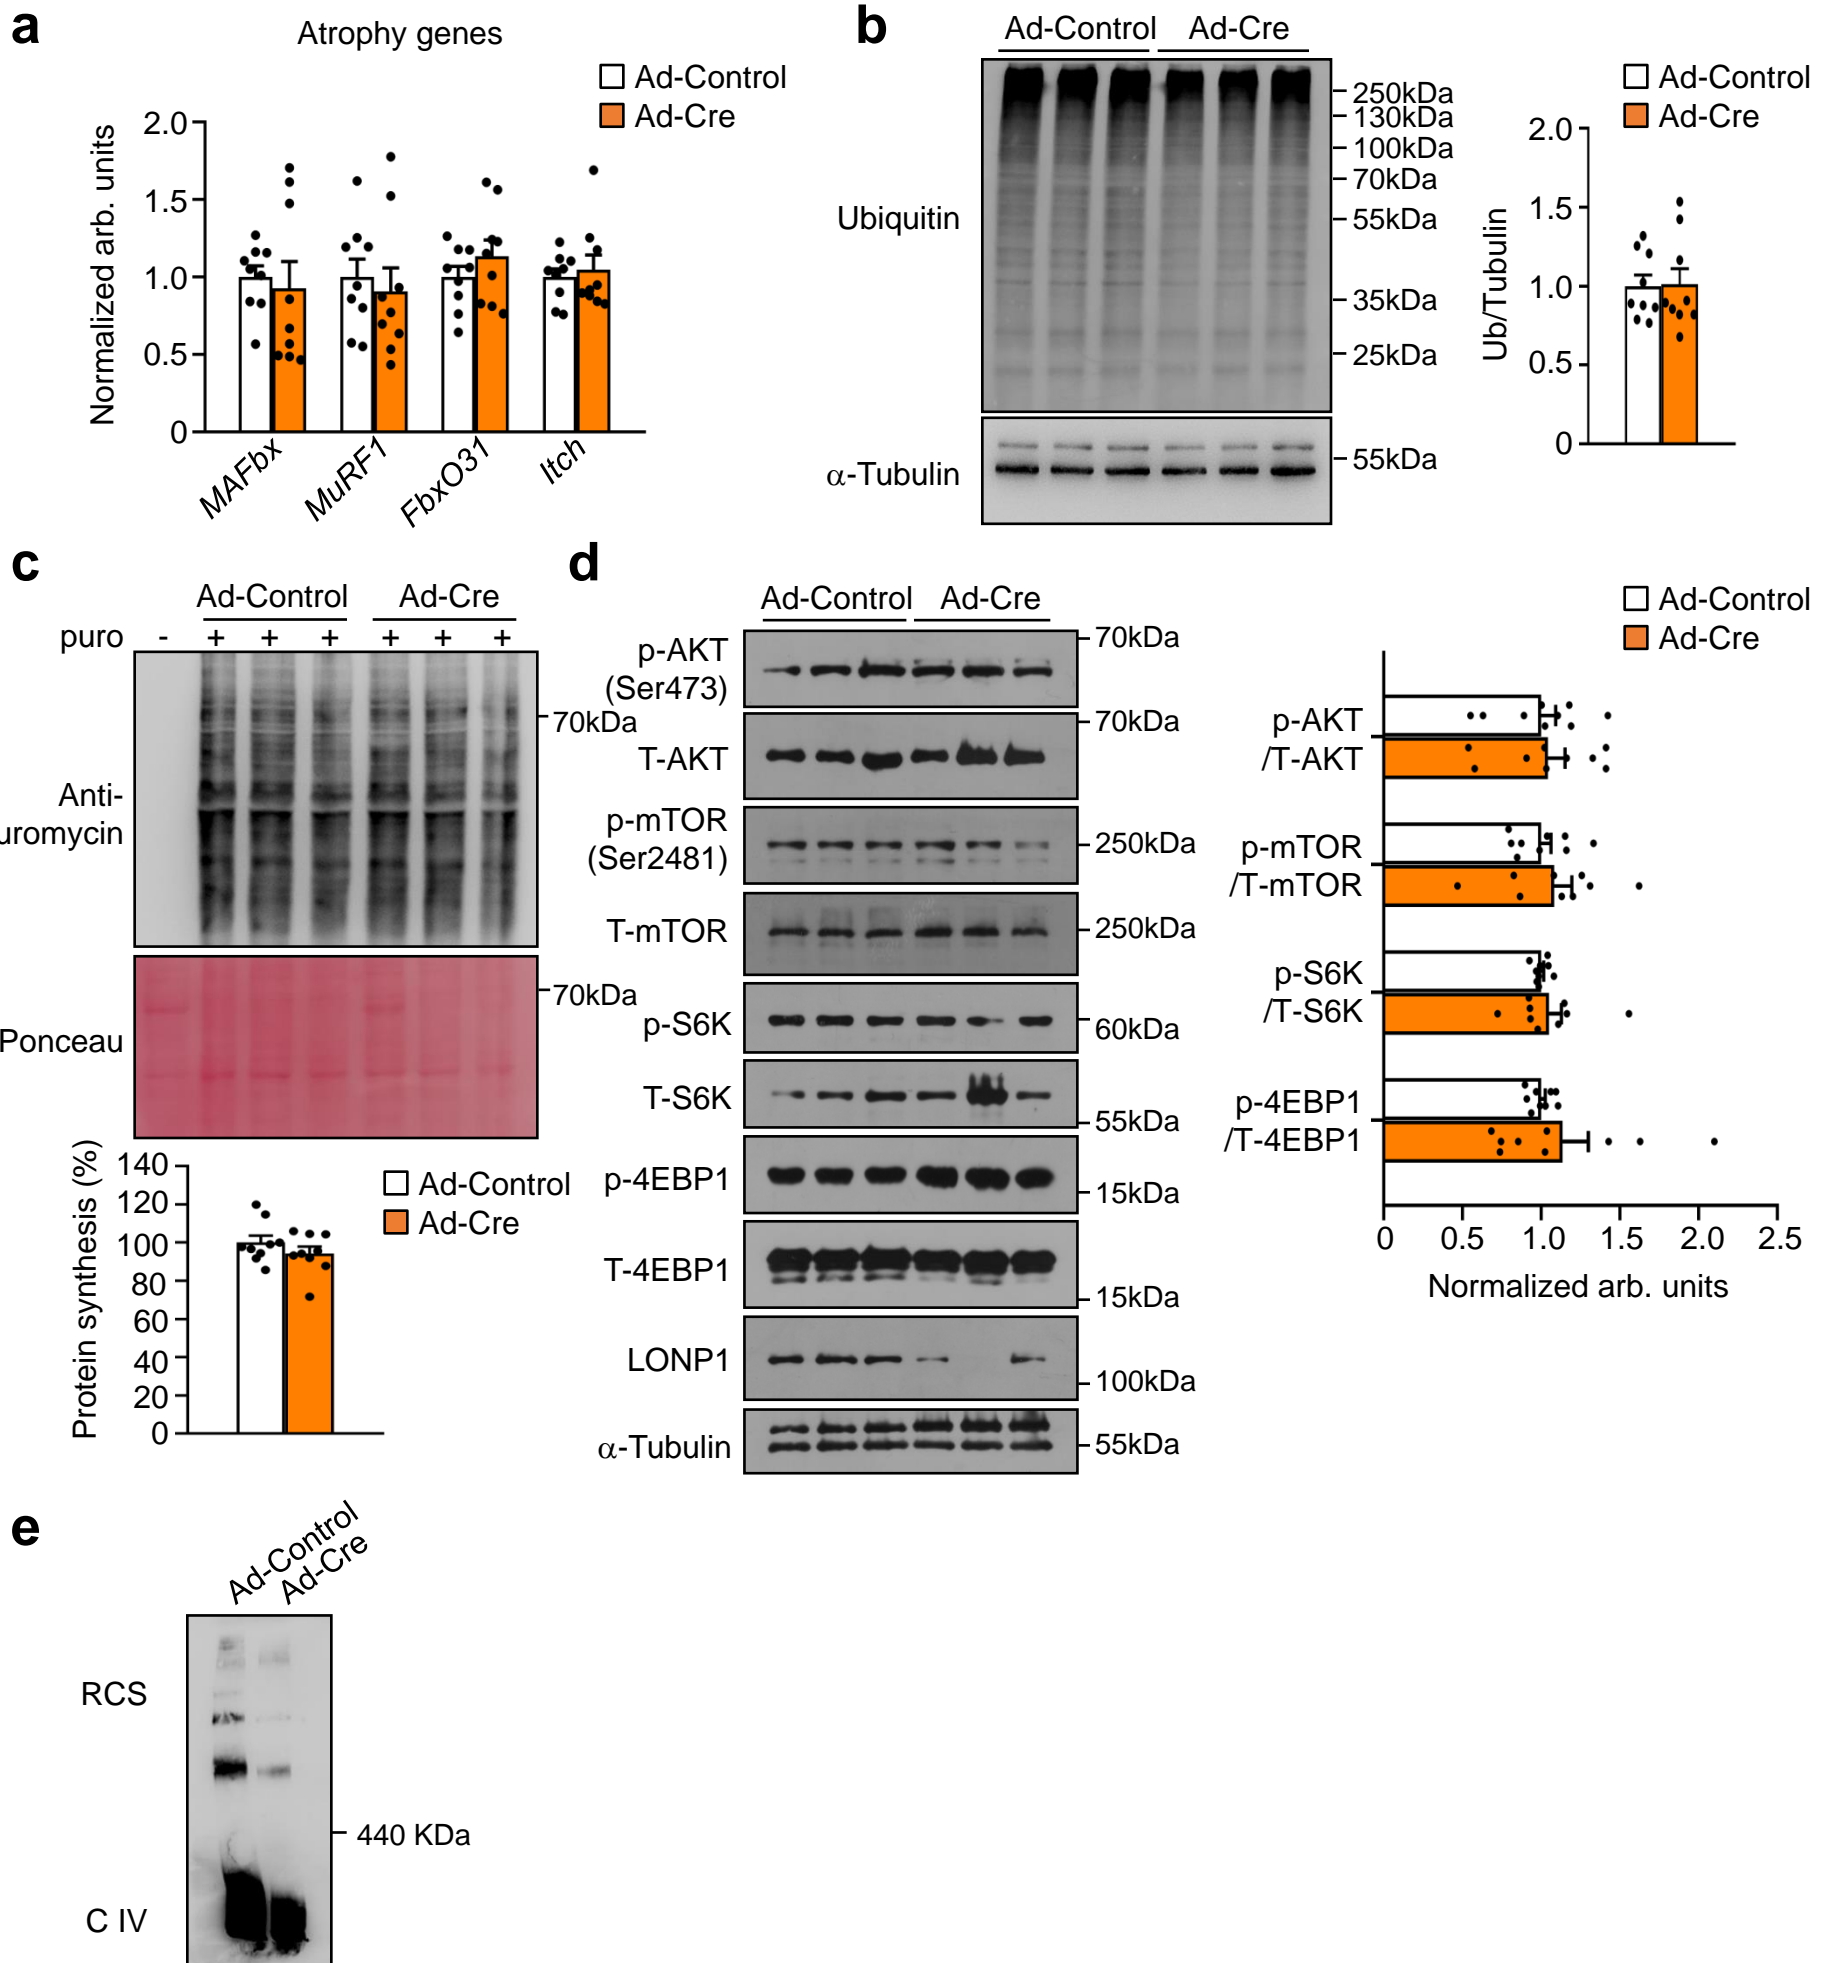 a
Atrophy genes
Ad-Control
Ad-Cre
Normalized arb. units
2.0
1.5
1.0
0.5
0
MAFbx
MuRF1
FbxO31
Itch
b
Ad-Control
Ad-Cre
Ubiquitin
250kDa
130kDa
100kDa
70kDa
55kDa
35kDa
25kDa
α-Tubulin
55kDa
Ad-Control
Ad-Cre
Ub/Tubulin
2.0
1.5
1.0
0.5
0
c
Ad-Control
Ad-Cre
puro - + + + + + +
Anti-
uromycin
70kDa
Ponceau
70kDa
Protein synthesis (%)
140
120
100
80
60
40
20
0
Ad-Control
Ad-Cre
d
Ad-Control
Ad-Cre
p-AKT
(Ser473)
70kDa
T-AKT
70kDa
p-mTOR
(Ser2481)
250kDa
T-mTOR
250kDa
p-S6K
60kDa
T-S6K
55kDa
p-4EBP1
15kDa
T-4EBP1
15kDa
LONP1
100kDa
α-Tubulin
55kDa
Ad-Control
Ad-Cre
p-AKT
/T-AKT
p-mTOR
/T-mTOR
p-S6K
/T-S6K
p-4EBP1
/T-4EBP1
0 0.5 1.0 1.5 2.0 2.5
Normalized arb. units
e
Ad-Control
Ad-Cre
RCS
440 KDa
C IV